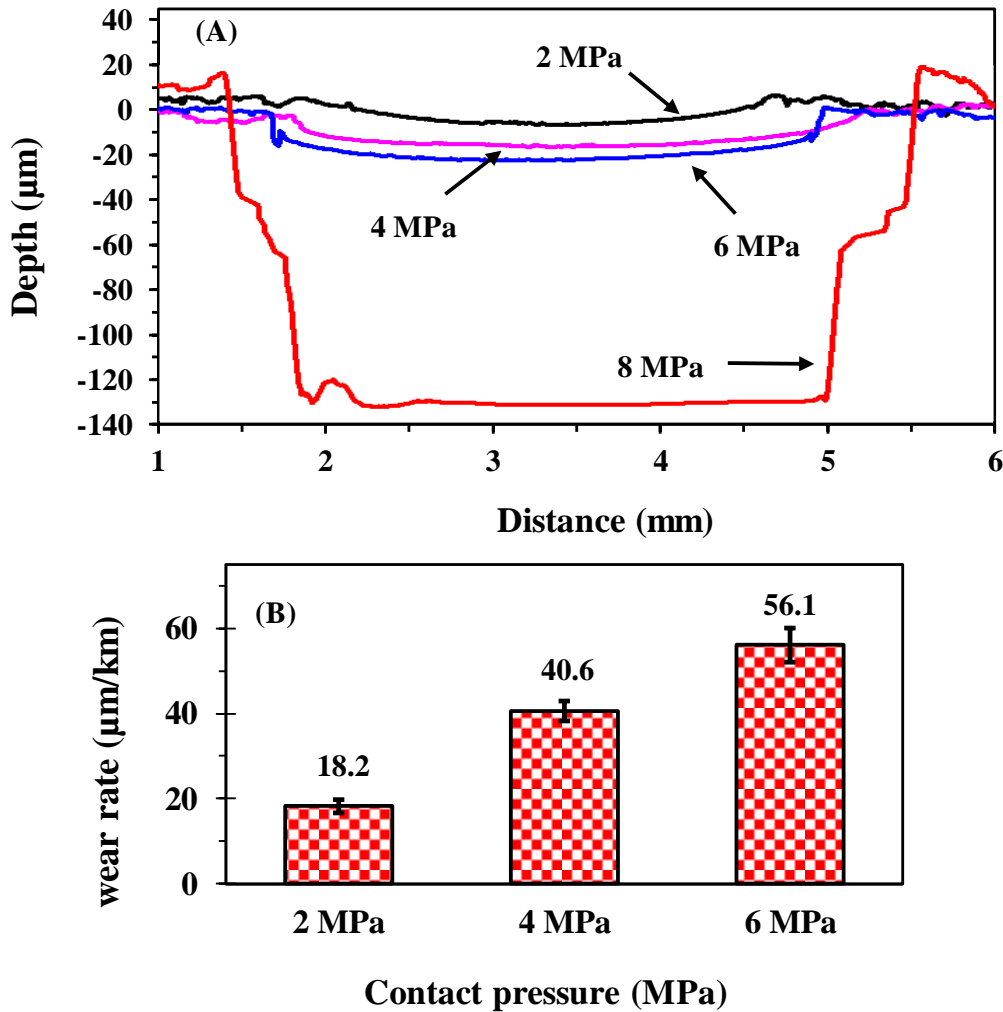 (A)
40
20
0
-20
-40
-60
-80
-100
-120
-140
Depth (µm)
2 MPa
4 MPa
6 MPa
8 MPa
1 2 3 4 5 6
Distance (mm)
(B)
60
40
20
0
wear rate (µm/km)
18.2
40.6
56.1
2 MPa 4 MPa 6 MPa
Contact pressure (MPa)